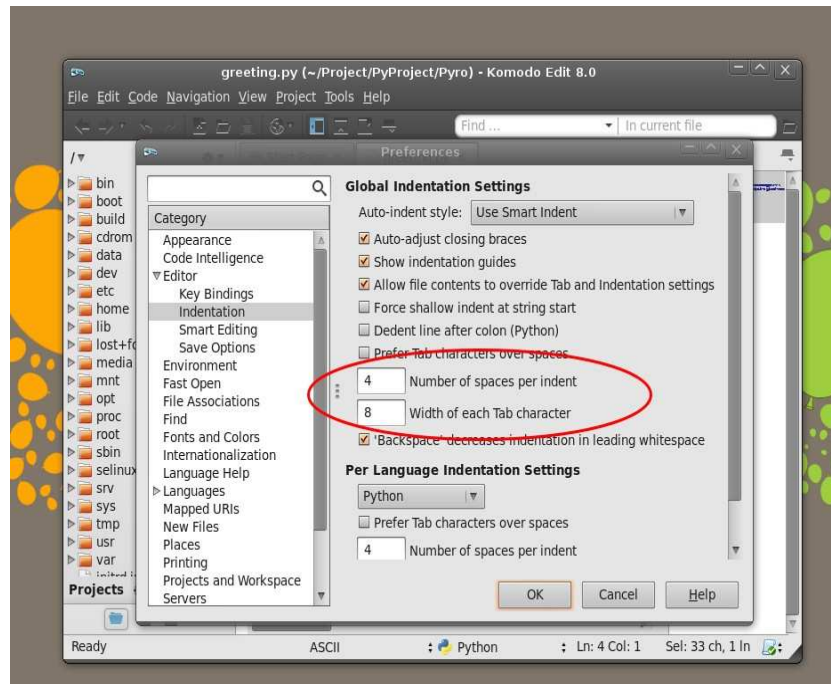 greeting.py (~/Project/PyProject/Pyro) - Komodo Edit 8.0
File Edit Code Navigation View Project Tools Help
Find ... In current file
/
Preferences
bin
boot
build
cdrom
data
dev
etc
home
lib
media
mnt
opt
proc
root
sbin
selinux
srv
sys
tmp
usr
var
Projects
Category
Appearance
Code Intelligence
Editor
Key Bindings
Indentation
Smart Editing
Save Options
Environment
Fast Open
File Associations
Find
Fonts and Colors
Internationalization
Language Help
Languages
Mapped URIs
New Files
Places
Printing
Projects and Workspace
Servers
Global Indentation Settings
Auto-indent style: Use Smart Indent
Auto-adjust closing braces
Show indentation guides
Allow file contents to override Tab and Indentation settings
Force shallow indent at string start
Dedent line after colon (Python)
Prefer Tab characters over spaces
4 Number of spaces per indent
8 Width of each Tab character
'Backspace' decreases indentation in leading whitespace
Per Language Indentation Settings
Python
Prefer Tab characters over spaces
4 Number of spaces per indent
OK Cancel Help
Ready ASCII Python Ln: 4 Col: 1 Sel: 33 ch, 1 ln